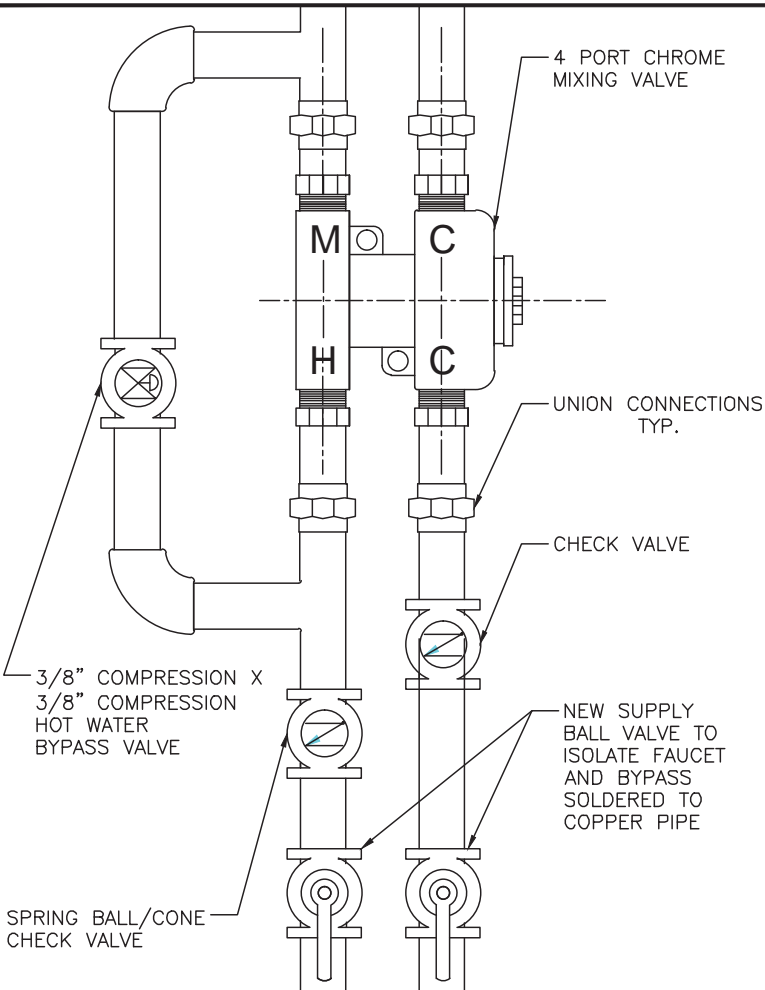 4 PORT CHROME
MIXING VALVE
M
C
H
C
UNION CONNECTIONS
TYP.
CHECK VALVE
3/8” COMPRESSION X
3/8” COMPRESSION
HOT WATER
BYPASS VALVE
NEW SUPPLY
BALL VALVE TO
ISOLATE FAUCET
AND BYPASS
SOLDERED TO
COPPER PIPE
SPRING BALL/CONE
CHECK VALVE